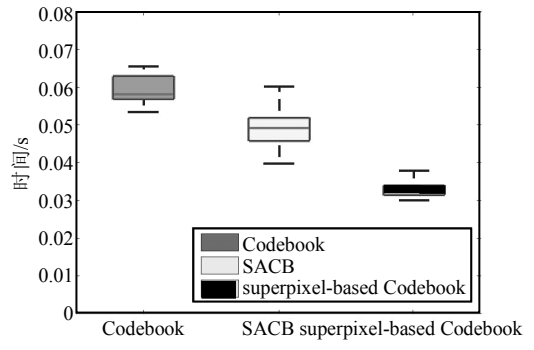 0.08
0.07
0.06
0.05
0.04
0.03
0.02
0.01
0
时间/s
Codebook
SACB
superpixel-based Codebook
Codebook
SACB superpixel-based Codebook